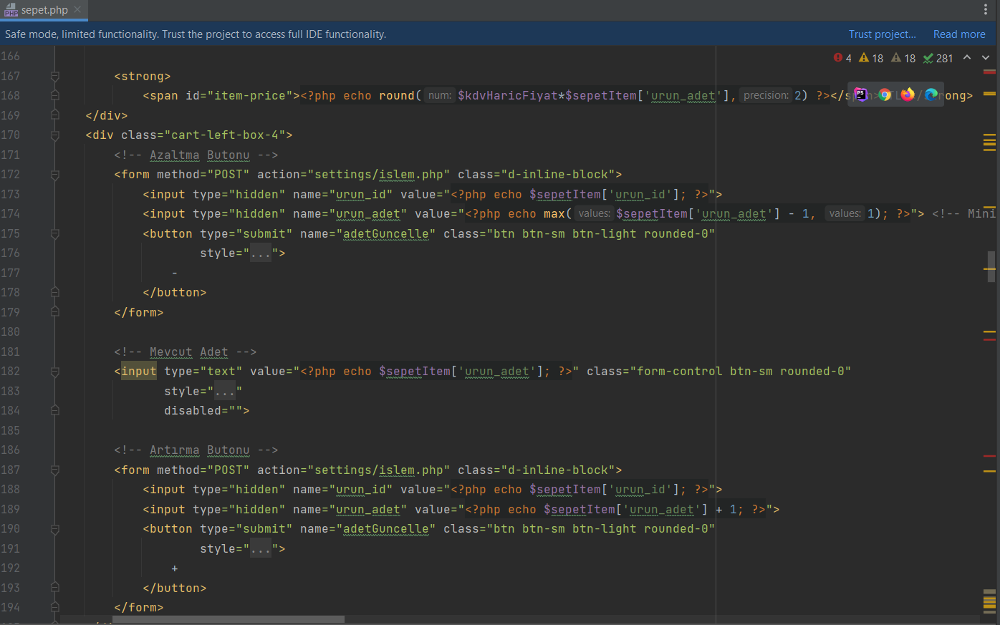 sepet.php
Safe mode, limited functionality. Trust the project to access full IDE functionality. Trust project... Read more
4 18 18 281
166
167 <strong>
168 <span id="item-price"><?php echo round( num: $kdvHaricFiyat*$sepetItem['urun_adet'], precision: 2) ?></
169 </div>
170 <div class="cart-left-box-4">
171 <!-- Azaltma Butonu -->
172 <form method="POST" action="settings/islem.php" class="d-inline-block">
173 <input type="hidden" name="urun_id" value="<?php echo $sepetItem['urun_id']; ?>">
174 <input type="hidden" name="urun_adet" value="<?php echo max( values: $sepetItem['urun_adet'] - 1, values: 1); ?>"> <!-- Mini
175 <button type="submit" name="adetGuncelle" class="btn btn-sm btn-light rounded-0"
176 style="...">
177 -
178 </button>
179 </form>
180
181 <!-- Mevcut Adet -->
182 <input type="text" value="<?php echo $sepetItem['urun_adet']; ?>" class="form-control btn-sm rounded-0"
183 style="..."
184 disabled="">
185
186 <!-- Artırma Butonu -->
187 <form method="POST" action="settings/islem.php" class="d-inline-block">
188 <input type="hidden" name="urun_id" value="<?php echo $sepetItem['urun_id']; ?>">
189 <input type="hidden" name="urun_adet" value="<?php echo $sepetItem['urun_adet'] + 1; ?>">
190 <button type="submit" name="adetGuncelle" class="btn btn-sm btn-light rounded-0"
191 style="...">
192 +
193 </button>
194 </form>